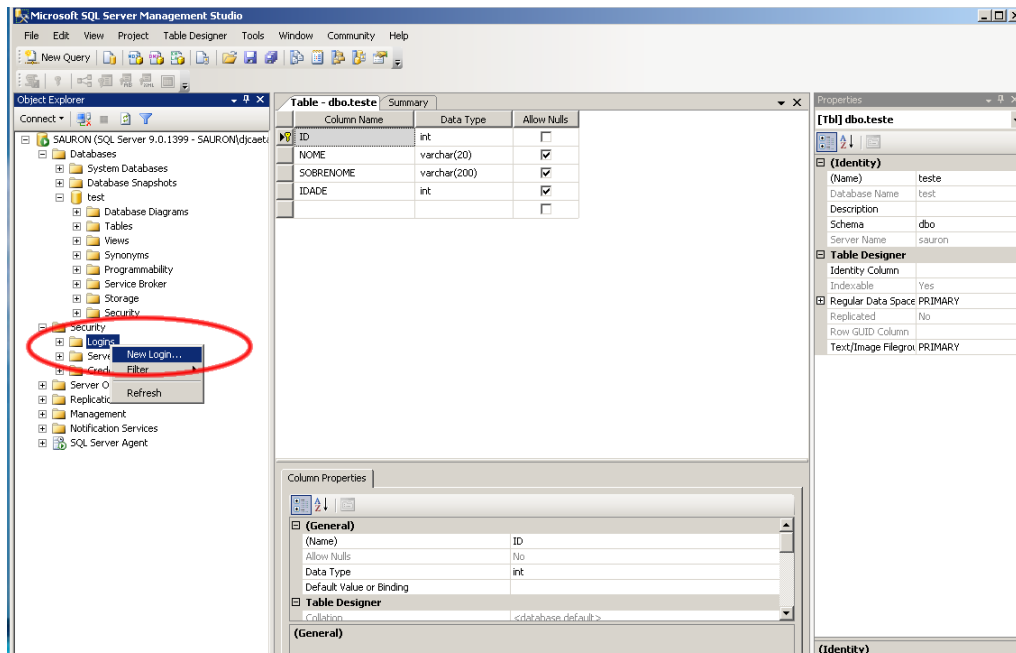 Microsoft SQL Server Management Studio
File Edit View Project Table Designer Tools Window Community Help
New Query
Object Explorer
Connect
SAURON (SQL Server 9.0.1399 - SAURON\djcaeta
Databases
System Databases
Database Snapshots
test
Database Diagrams
Tables
Views
Synonyms
Programmability
Service Broker
Storage
Security
Security
Logins
New Login...
Serve
Filter
Crede
Refresh
Server O
Replicatio
Management
Notification Services
SQL Server Agent
Table - dbo.teste Summary
Column Name Data Type Allow Nulls
ID int
NOME varchar(20)
SOBRENOME varchar(200)
IDADE int
Column Properties
(General)
(Name) ID
Allow Nulls No
Data Type int
Default Value or Binding
Table Designer
Collation <database default>
(General)
Properties
[Tbl] dbo.teste
(Identity)
(Name) teste
Database Name test
Description
Schema dbo
Server Name sauron
Table Designer
Identity Column
Indexable Yes
Regular Data Space PRIMARY
Replicated No
Row GUID Column
Text/Image Filegrou PRIMARY
(Identity)